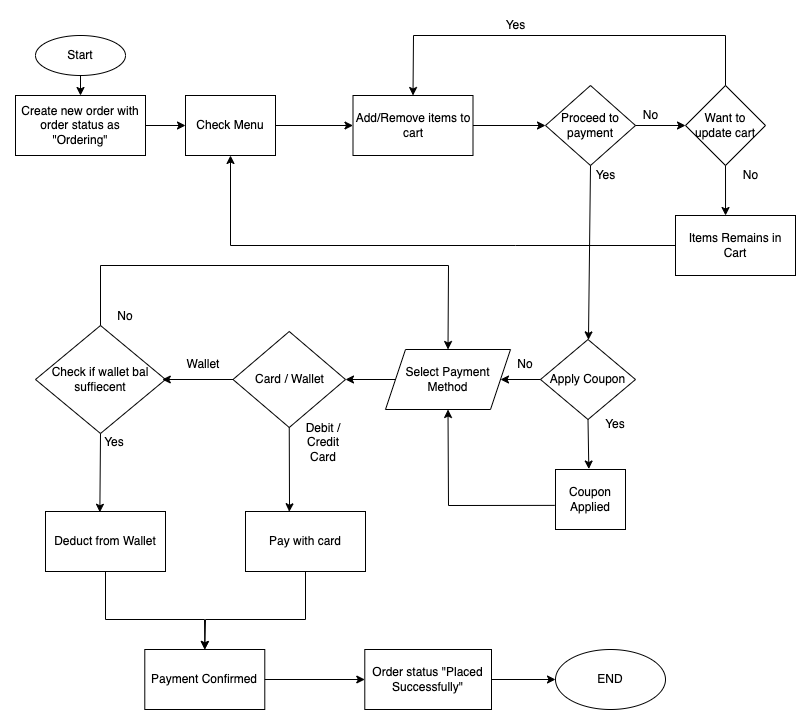 Yes
Start
Create new order with
order status as
"Ordering"
Check Menu
Add/Remove items to
cart
Proceed to
payment
No
Want to
update cart
Yes
No
Items Remains in
Cart
No
Check if wallet bal
suffiecent
Wallet
Card / Wallet
Select Payment
Method
No
Apply Coupon
Yes
Debit /
Credit
Card
Yes
Coupon
Applied
Deduct from Wallet
Pay with card
Payment Confirmed
Order status "Placed
Successfully"
END